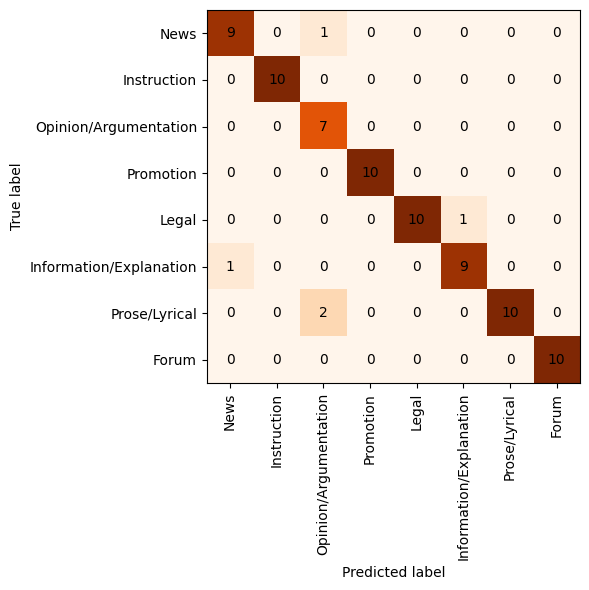 News 9 0 1 0 0 0 0 0
Instruction 0 10 0 0 0 0 0 0
Opinion/Argumentation 0 0 7 0 0 0 0 0
Promotion 0 0 0 10 0 0 0 0
Legal 0 0 0 0 10 1 0 0
Information/Explanation 1 0 0 0 0 9 0 0
Prose/Lyrical 0 0 2 0 0 0 10 0
Forum 0 0 0 0 0 0 0 10
True label
News
Instruction
Opinion/Argumentation
Promotion
Legal
Information/Explanation
Prose/Lyrical
Forum
Predicted label